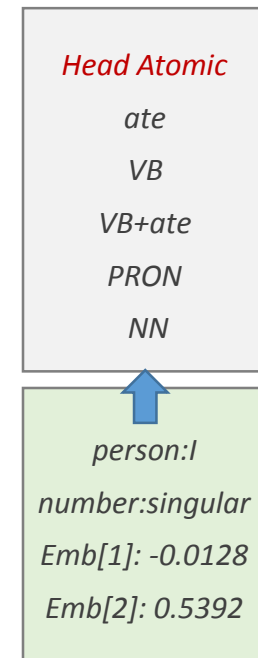 Head Atomic
ate
VB
VB+ate
PRON
NN
person:I
number:singular
Emb[1]: -0.0128
Emb[2]: 0.5392